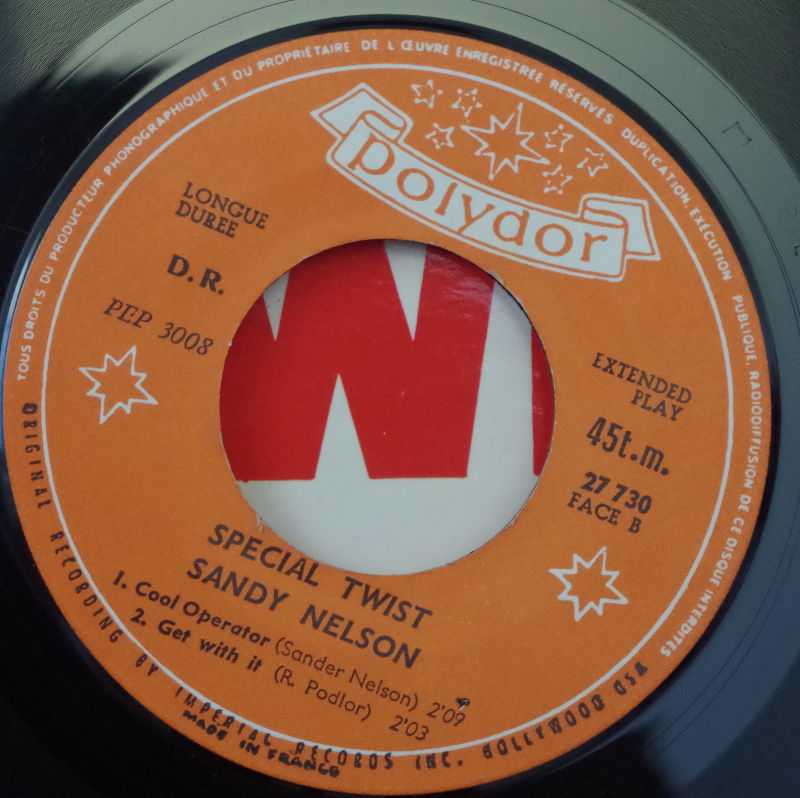 TOUS DROITS DU PRODUCTEUR PHONOGRAPHIQUE ET DU PROPRIÉTAIRE DE L'ŒUVRE ENREGISTRÉE RÉSERVÉS DUPLICATION EXÉCUTION PUBLIQUE, RADIODIFFUSION DE CE DISQUE INTERDITES
polydor
LONGUE
DUREE
D.R.
PEP 3008
EXTENDED
PLAY
45t.m.
27 730
FACE B
SPECIAL TWIST
SANDY NELSON
1. Cool Operator (Sander Nelson) 2'09
2. Get with it (R. Podlor) 2'03
ORIGINAL RECORDING BY IMPERIAL RECORDS INC. HOLLYWOOD USA
MADE IN FRANCE
W